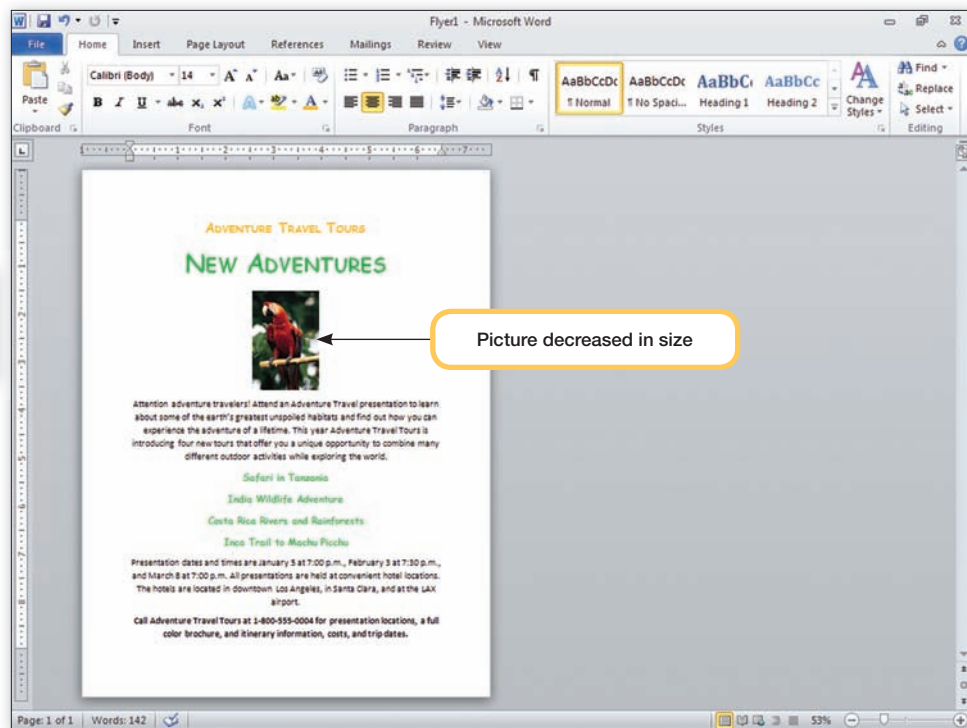 Flyer1 - Microsoft Word
File Home Insert Page Layout References Mailings Review View
Paste
Clipboard
Calibri (Body) 14 A A Aa
B I U abc x, x² A A
Font
Paragraph
AaBbCcDc AaBbCcDc AaBbC AaBbCc
¶ Normal ¶ No Spaci... Heading 1 Heading 2
Change Styles
Styles
Find
Replace
Select
Editing
ADVENTURE TRAVEL TOURS
NEW ADVENTURES
Picture decreased in size
Attention adventure travelers! Attend an Adventure Travel presentation to learn
about some of the earth's greatest unspoiled habitats and find out how you can
experience the adventure of a lifetime. This year Adventure Travel Tours is
introducing four new tours that offer you a unique opportunity to combine many
different outdoor activities while exploring the world.
Safari in Tanzania
India Wildlife Adventure
Costa Rica Rivers and Rainforests
Inca Trail to Machu Picchu
Presentation dates and times are January 5 at 7:00 p.m., February 3 at 7:30 p.m.,
and March 8 at 7:00 p.m. All presentations are held at convenient hotel locations.
The hotels are located in downtown Los Angeles, in Santa Clara, and at the LAX
airport.
Call Adventure Travel Tours at 1-800-555-0004 for presentation locations, a full
color brochure, and itinerary information, costs, and trip dates.
Page: 1 of 1 Words: 142 53%